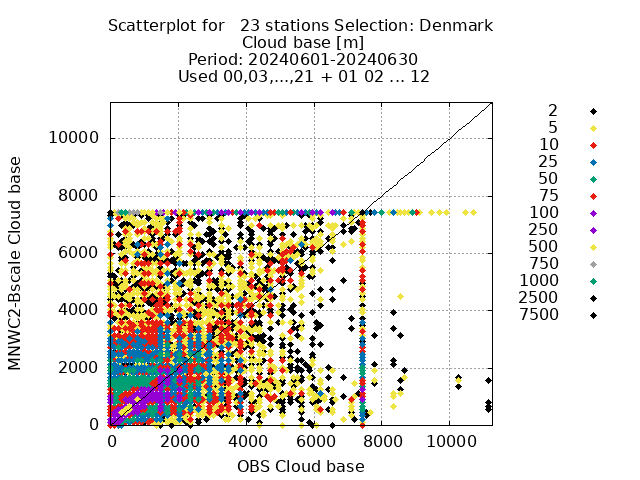 Scatterplot for   23 stations Selection: Denmark
Cloud base [m]
Period: 20240601-20240630
Used 00,03,...,21 + 01 02 ... 12
MNWC2-Bscale Cloud base
10000
8000
6000
4000
2000
0
0 2000 4000 6000 8000 10000
OBS Cloud base
2
5
10
25
50
75
100
250
500
750
1000
2500
7500